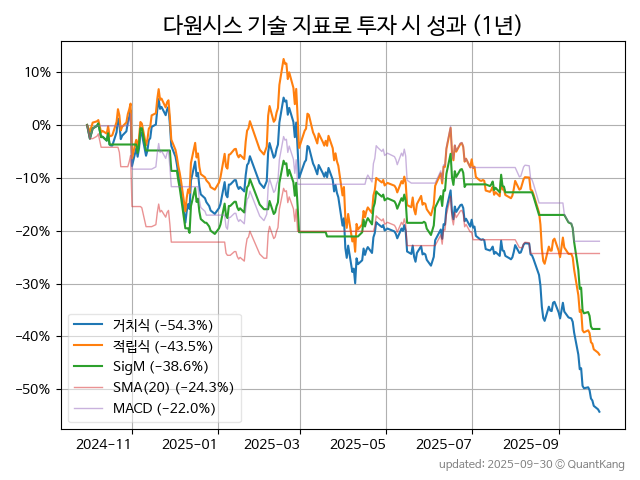 다원시스 기술 지표로 투자 시 성과 (1년)
10%
0%
−10%
−20%
−30%
−40%
−50%
거치식 (−54.3%)
적립식 (−43.5%)
SigM (−38.6%)
SMA(20) (−24.3%)
MACD (−22.0%)
2024-11 2025-01 2025-03 2025-05 2025-07 2025-09
updated: 2025-09-30 © QuantKang